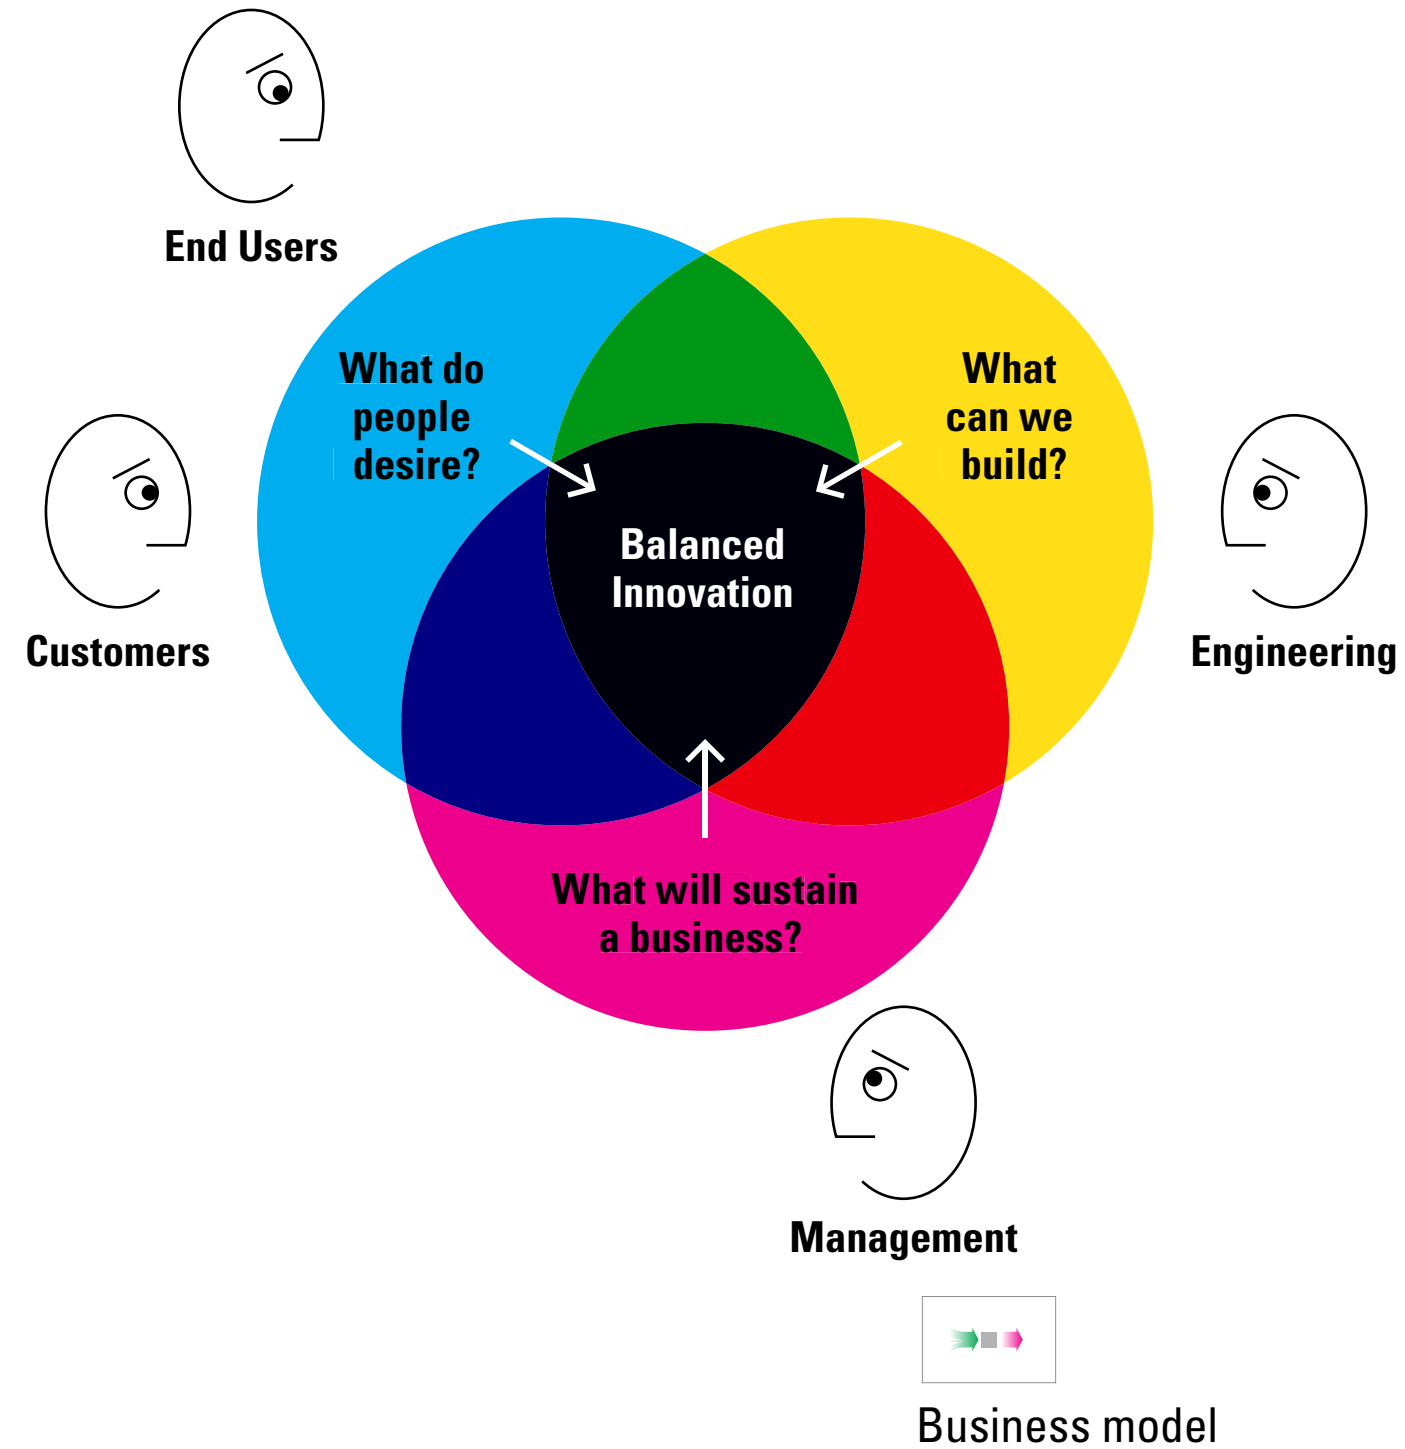 End Users
What do
people
desire?
What
can we
build?
Balanced
Innovation
Customers
Engineering
What will sustain
a business?
Management
Business model